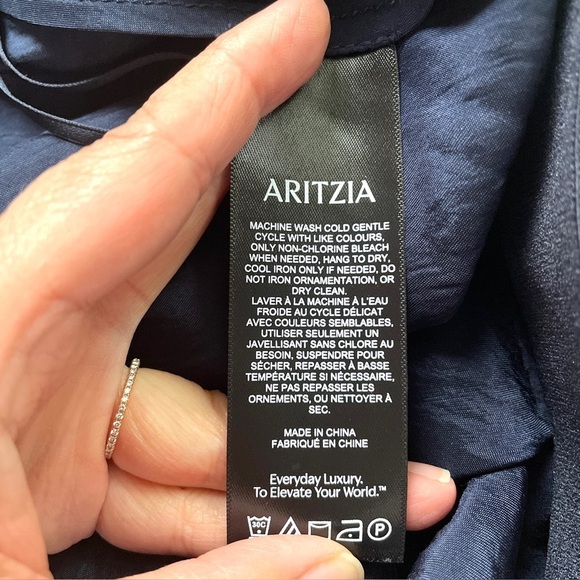 ARITZIA
MACHINE WASH COLD GENTLE
CYCLE WITH LIKE COLOURS,
ONLY NON-CHLORINE BLEACH
WHEN NEEDED, HANG TO DRY,
COOL IRON ONLY IF NEEDED, DO
NOT IRON ORNAMENTATION, OR
DRY CLEAN.
LAVER À LA MACHINE À L'EAU
FROIDE AU CYCLE DÉLICAT
AVEC COULEURS SEMBLABLES,
UTILISER SEULEMENT UN
JAVELLISANT SANS CHLORE AU
BESOIN, SUSPENDRE POUR
SÉCHER, REPASSER À BASSE
TEMPÉRATURE SI NÉCESSAIRE,
NE PAS REPASSER LES
ORNEMENTS, OU NETTOYER À
SEC.
MADE IN CHINA
FABRIQUÉ EN CHINE
Everyday Luxury.
To Elevate Your World.™
30C P